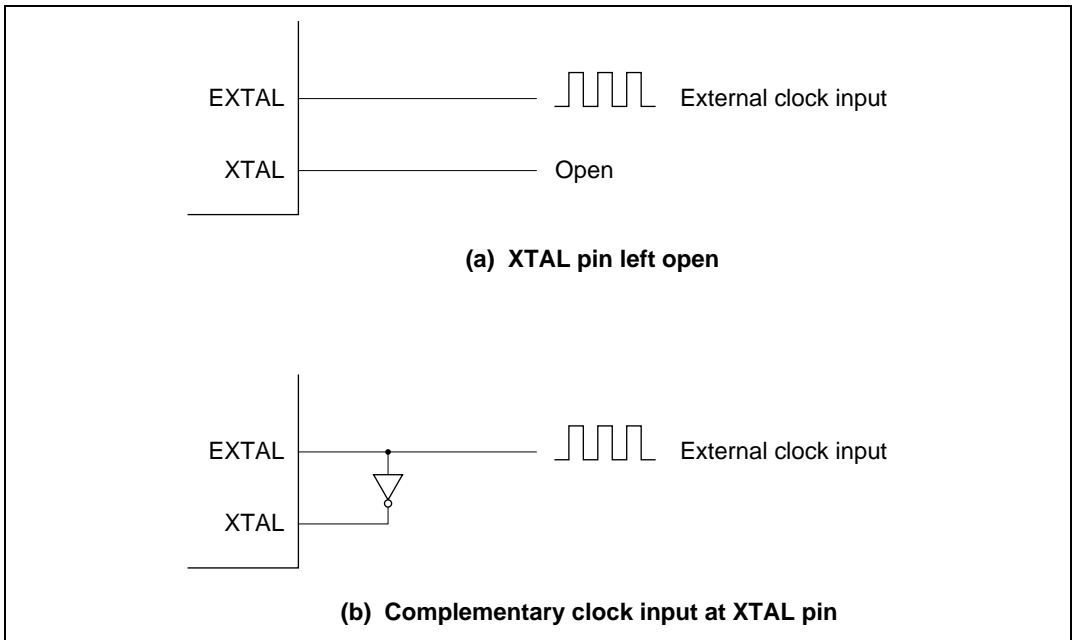 EXTAL
External clock input
XTAL
Open
(a) XTAL pin left open
EXTAL
External clock input
XTAL
(b) Complementary clock input at XTAL pin